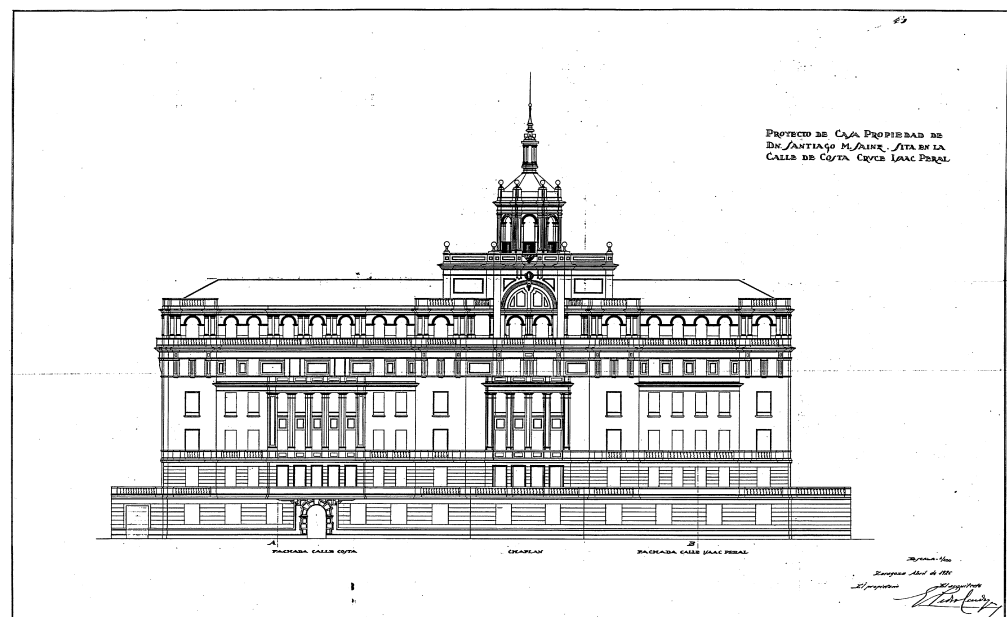 PROYECTO DE CASA PROPIEDAD DE
DN. SANTIAGO M. SAINZ. SITA EN LA
CALLE DE COSTA CRUCE ISAAC PERAL
A
B
FACHADA CALLE COSTA
CHAFLAN
FACHADA CALLE ISAAC PERAL
Escala
Zaragoza Abril de
El propietario
El arquitecto